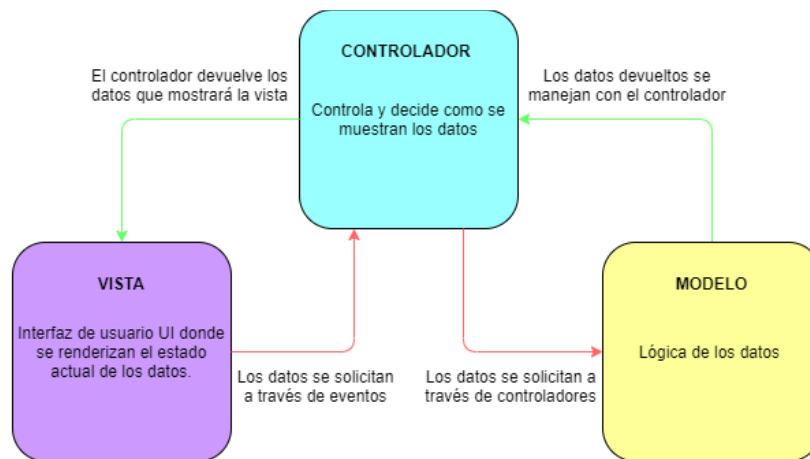 CONTROLADOR
Controla y decide como se
muestran los datos
El controlador devuelve los
datos que mostrará la vista
Los datos devueltos se
manejan con el controlador
VISTA
Interfaz de usuario UI donde
se renderizan el estado
actual de los datos.
MODELO
Lógica de los datos
Los datos se solicitan
a través de eventos
Los datos se solicitan a
través de controladores